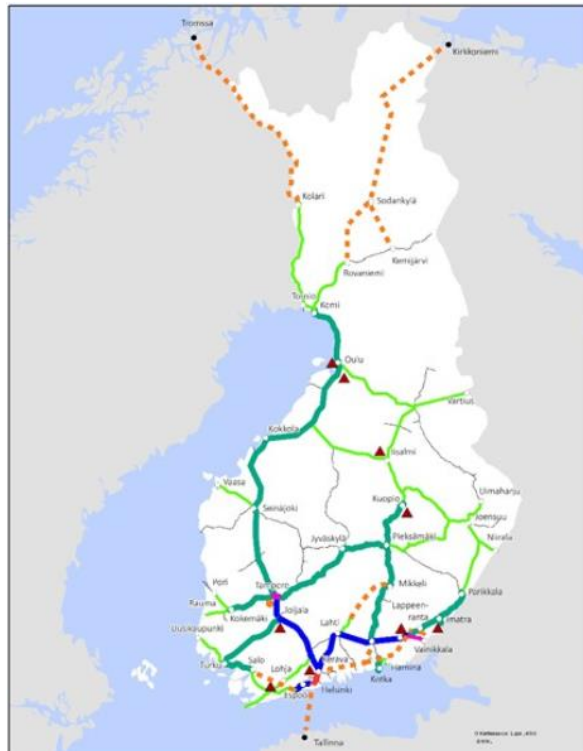 Tromssa
Kirkkoniemi
Sodankylä
Kolari
Kemijärvi
Rovaniemi
Tornio
Kemi
Oulu
Vartius
Kokkola
Iisalmi
Vaasa
Kuopio
Uimaharju
Seinäjoki
Joensuu
Jyväskylä
Pieksämäki
Niirala
Pori
Tampere
Mikkeli
Parikkala
Rauma
Toijala
Lappeen-
ranta
Kokemäki
Lahti
Imatra
Uusikaupunki
Vainikkala
Salo
Lohja
Kerava
Hamina
Turku
Kotka
Espoo
Helsinki
Tallinna